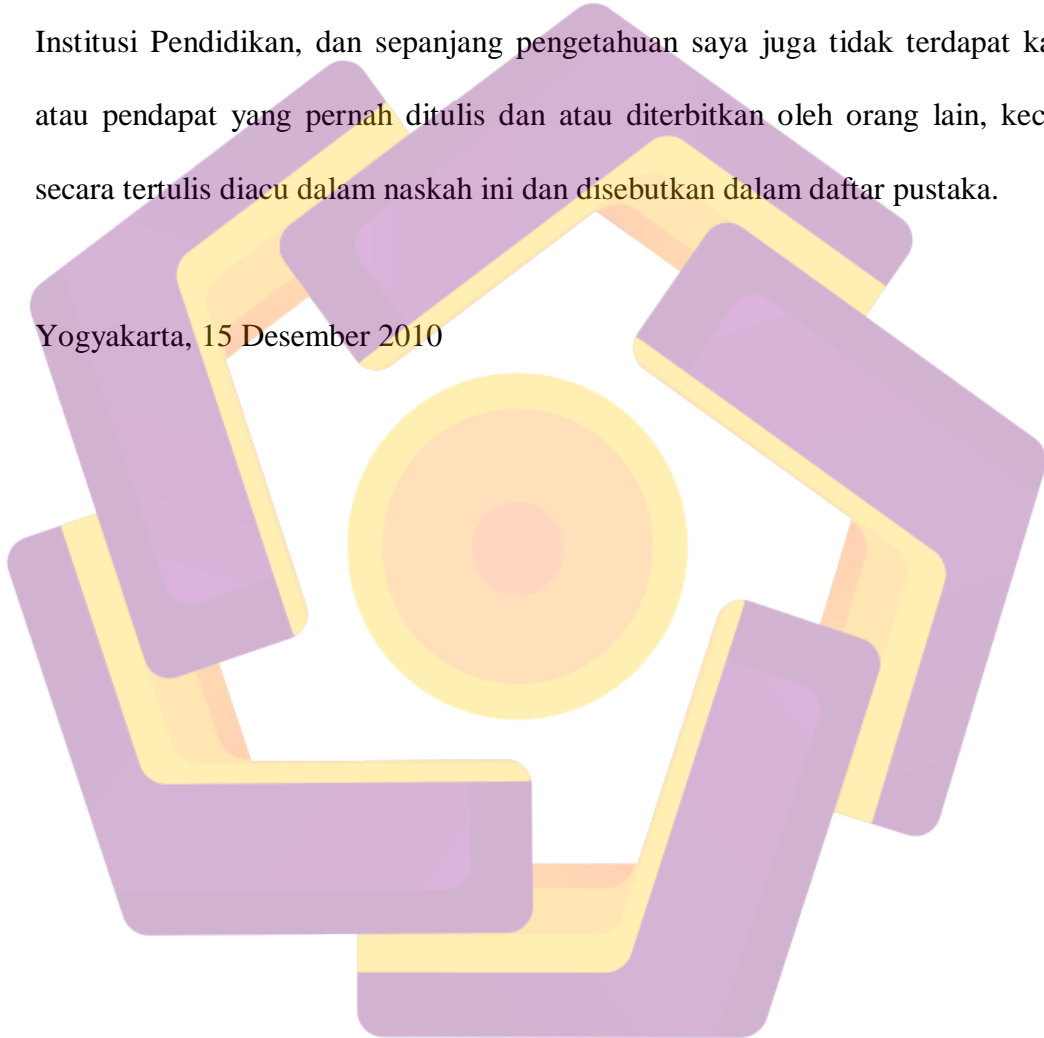 Institusi Pendidikan, dan sepanjang pengetahuan saya juga tidak terdapat
atau pendapat yang pernah ditulis dan atau diterbitkan oleh orang lain,
secara tertulis diacu dalam naskah ini dan disebutkan dalam daftar pustaka.
Yogyakarta, 15 Desember 2010